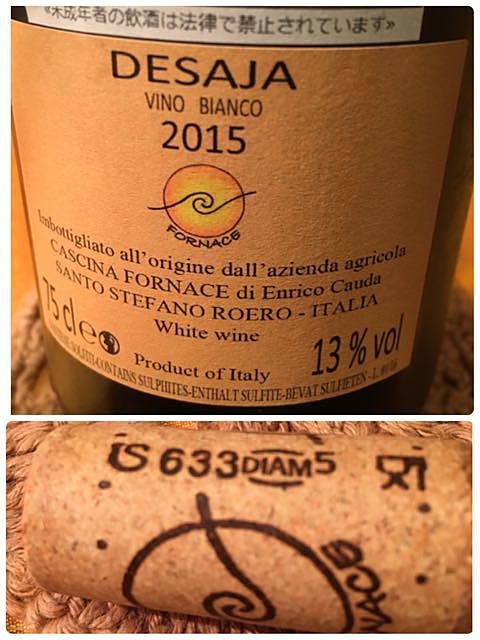 «未成年者の飲酒は法律で禁止されています»
DESAJA
VINO BIANCO
2015
FORNACE
Imbottigliato all'origine dall'azienda agricola
CASCINA FORNACE di Enrico Cauda
SANTO STEFANO ROERO - ITALIA
White wine
75 cl e
13 % vol
Product of Italy
SOLFITI-CONTAINS SULPHITES-ENTHALT SULFITE-BEVAT SULFIETEN - L.
S 633 DIAM 5
NACE